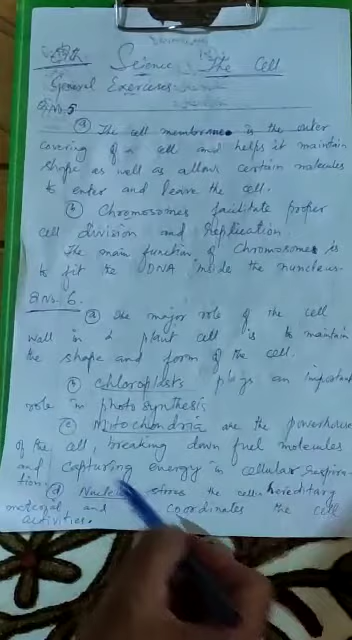 Science The Cell
General Exercises
Q No. 5
(a) The cell membrane is the outer
covering of a cell and helps it maintain
shape as well as allows certain molecules
to enter and leave the cell.
(b) Chromosomes facilitate proper
cell division and Replication.
The main function of Chromosomes is
to fit the DNA inside the nuncleus
Q No. 6.
(a) The major role of the cell
wall in a plant cell is to maintain
the shape and form of the cell.
(b) chloroplasts plays an important
role in photosynthesis
(c) Mitochondria are the powerhouse
of the cell, breaking down fuel molecules
and capturing energy in cellular respira-
tion.
(d) stores the cell hereditary
material and coordinates the cell
activities.